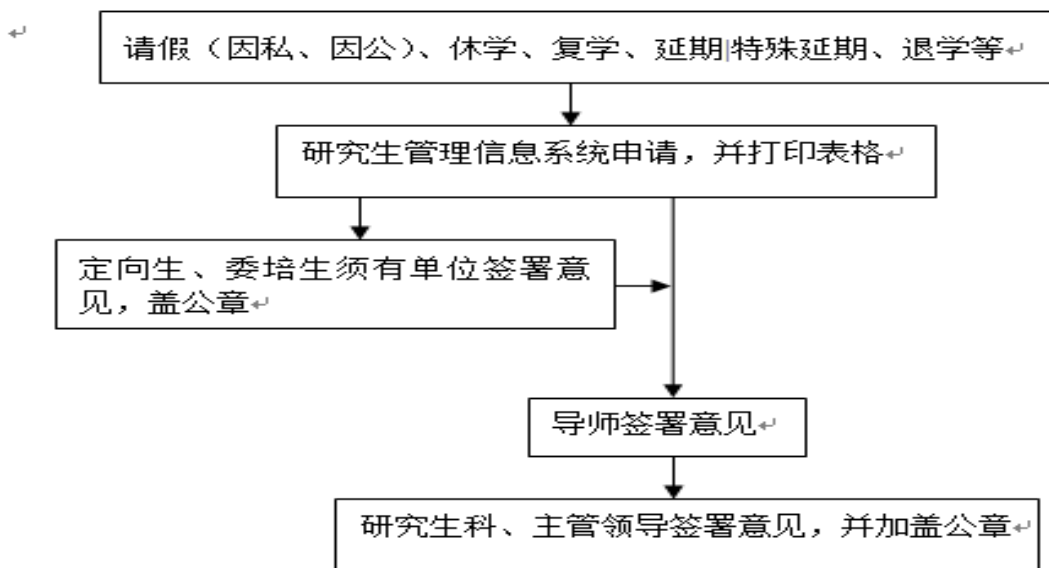 请假（因私、因公）、休学、复学、延期|特殊延期、退学等
研究生管理信息系统申请，并打印表格
定向生、委培生须有单位签署意
见，盖公章
导师签署意见
研究生科、主管领导签署意见，并加盖公章